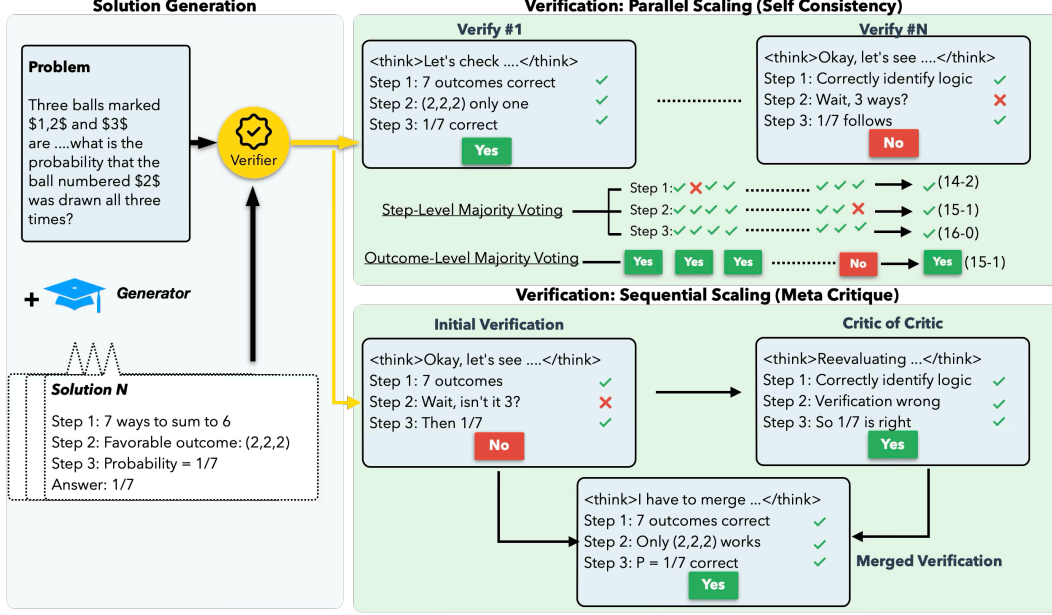 Solution Generation
Problem
Three balls marked
$1,2$ and $3$
are ....what is the
probability that the
ball numbered $2$
was drawn all three
times?
Verifier
+
Generator
Solution N
Step 1: 7 ways to sum to 6
Step 2: Favorable outcome: (2,2,2)
Step 3: Probability = 1/7
Answer: 1/7
Verification: Parallel Scaling (Self Consistency)
Verify #1
<think>Let's check ....</think>
Step 1: 7 outcomes correct
Step 2: (2,2,2) only one
Step 3: 1/7 correct
Yes
Verify #N
<think>Okay, let's see ....</think>
Step 1: Correctly identify logic
Step 2: Wait, 3 ways?
Step 3: 1/7 follows
No
Step-Level Majority Voting
Step 1: (14-2)
Step 2: (15-1)
Step 3: (16-0)
Outcome-Level Majority Voting Yes Yes Yes No Yes (15-1)
Verification: Sequential Scaling (Meta Critique)
Initial Verification
<think>Okay, let's see ....</think>
Step 1: 7 outcomes
Step 2: Wait, isn't it 3?
Step 3: Then 1/7
No
Critic of Critic
<think>Reevaluating ...</think>
Step 1: Correctly identify logic
Step 2: Verification wrong
Step 3: So 1/7 is right
Yes
<think>I have to merge ...</think>
Step 1: 7 outcomes correct
Step 2: Only (2,2,2) works
Step 3: P = 1/7 correct
Yes
Merged Verification